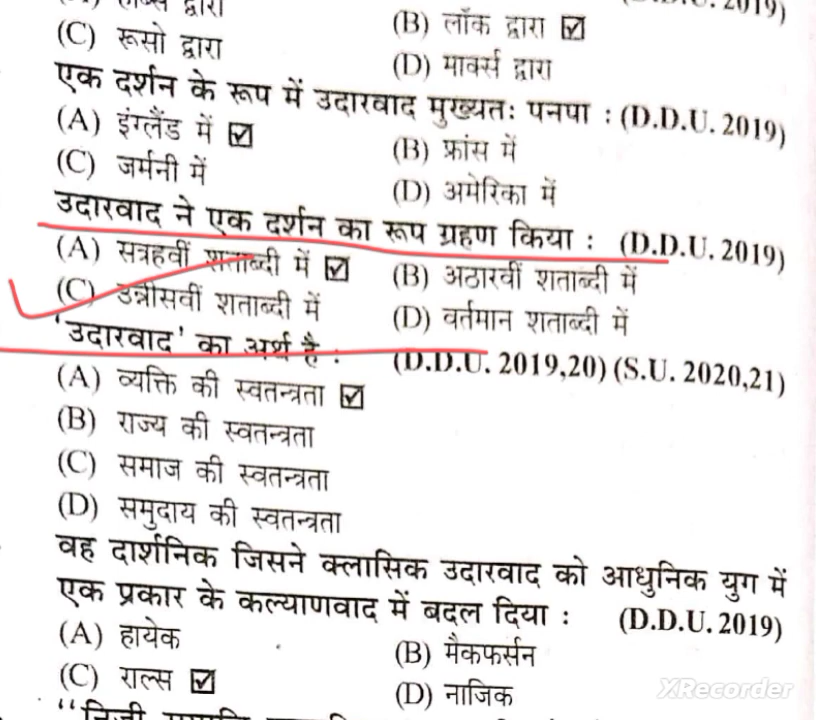 द्वारा
2019)
(C) रूसो द्वारा
(B) लॉक द्वारा
(D) मार्क्स द्वारा
एक दर्शन के रूप में उदारवाद मुख्यतः पनपा : (D.D.U. 2019)
(A) इंग्लैंड में
(B) फ्रांस में
(C) जर्मनी में
(D) अमेरिका में
उदारवाद ने एक दर्शन का रूप ग्रहण किया : (D.D.U. 2019)
(A) सत्रहवीं शताब्दी में
(B) अठारवीं शताब्दी में
(C) उन्नीसवीं शताब्दी में
(D) वर्तमान शताब्दी में
'उदारवाद' का अर्थ है : (D.D.U. 2019,20) (S.U. 2020,21)
(A) व्यक्ति की स्वतन्त्रता
(B) राज्य की स्वतन्त्रता
(C) समाज की स्वतन्त्रता
(D) समुदाय की स्वतन्त्रता
वह दार्शनिक जिसने क्लासिक उदारवाद को आधुनिक युग में
एक प्रकार के कल्याणवाद में बदल दिया : (D.D.U. 2019)
(A) हायेक
(B) मैकफर्सन
(C) राल्स
(D) नाजिक
XRecorder